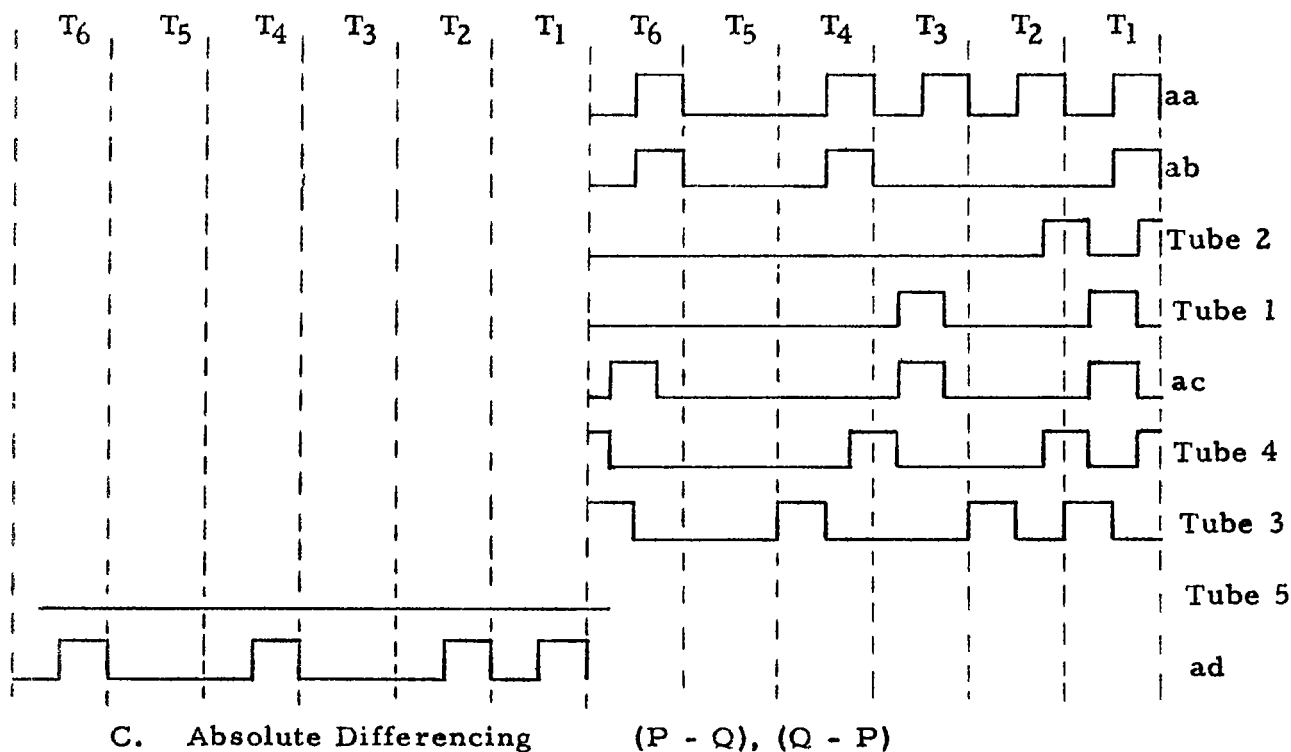 T6 T5 T4 T3 T2 T1 T6 T5 T4 T3 T2 T1
aa
ab
Tube 2
Tube 1
ac
Tube 4
Tube 3
Tube 5
ad
C. Absolute Differencing (P - Q), (Q - P)